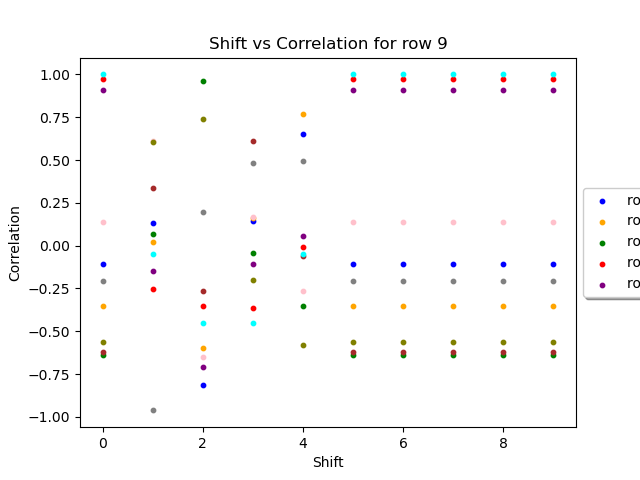 Shift vs Correlation for row 9
1.00
0.75
0.50
0.25
0.00
−0.25
−0.50
−0.75
−1.00
Correlation
0
2
4
6
8
Shift
ro
ro
ro
ro
ro